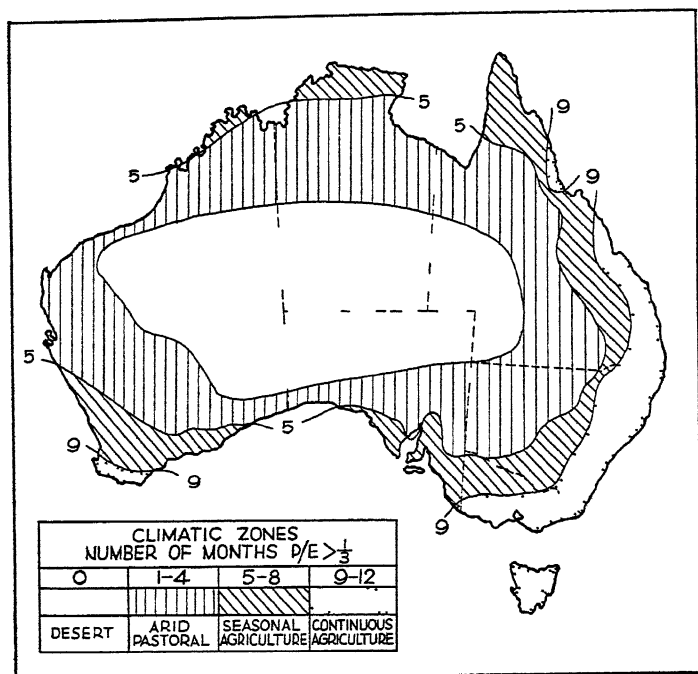 5
9
5
5
9
5
5
9
9
9
CLIMATIC ZONES
NUMBER OF MONTHS P/E > 1/3
0 1-4 5-8 9-12
DESERT ARID PASTORAL SEASONAL AGRICULTURE CONTINUOUS AGRICULTURE